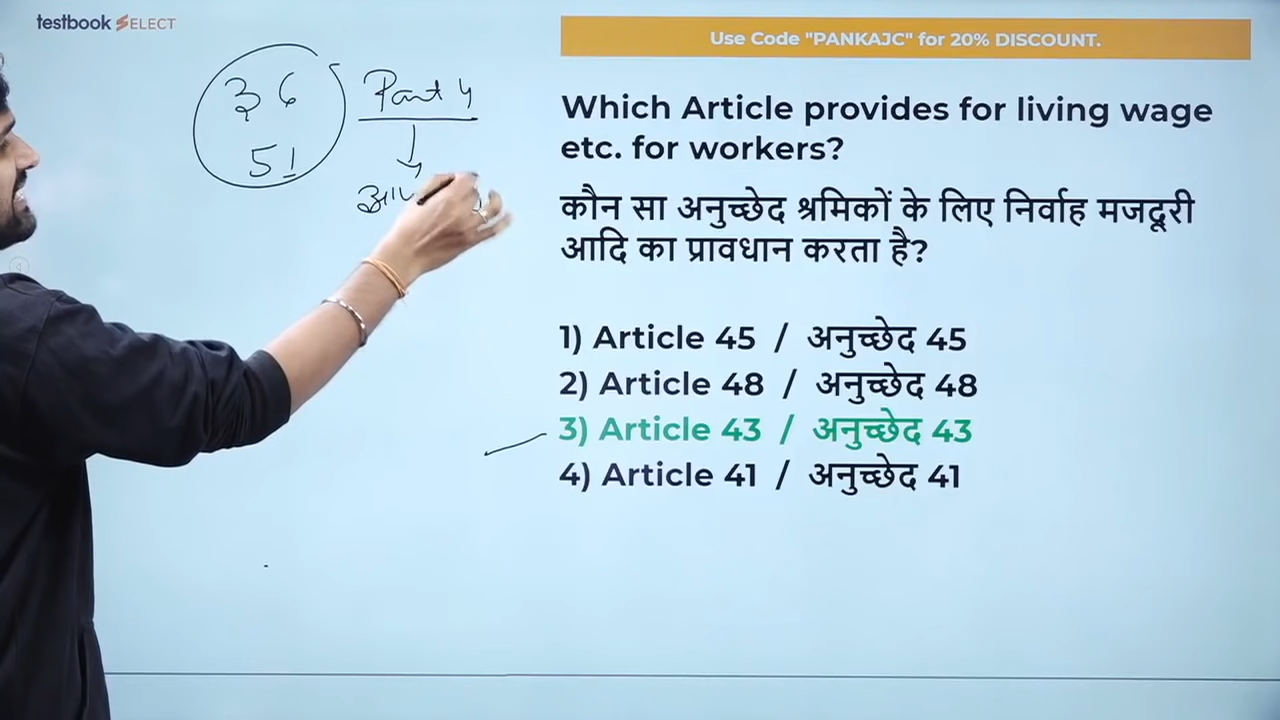 testbook SELECT
Use Code "PANKAJC" for 20% DISCOUNT.
36
51
Part 4
Which Article provides for living wage
etc. for workers?
कौन सा अनुच्छेद श्रमिकों के लिए निर्वाह मजदूरी
आदि का प्रावधान करता है?
1) Article 45 / अनुच्छेद 45
2) Article 48 / अनुच्छेद 48
3) Article 43 / अनुच्छेद 43
4) Article 41 / अनुच्छेद 41